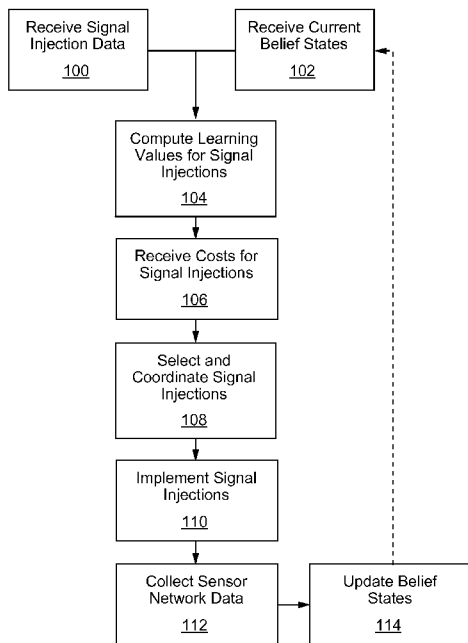 Receive Signal
Injection Data
100
Receive Current
Belief States
102
Compute Learning
Values for Signal
Injections
104
Receive Costs for
Signal Injections
106
Select and
Coordinate Signal
Injections
108
Implement Signal
Injections
110
Collect Sensor
Network Data
112
Update Belief
States
114